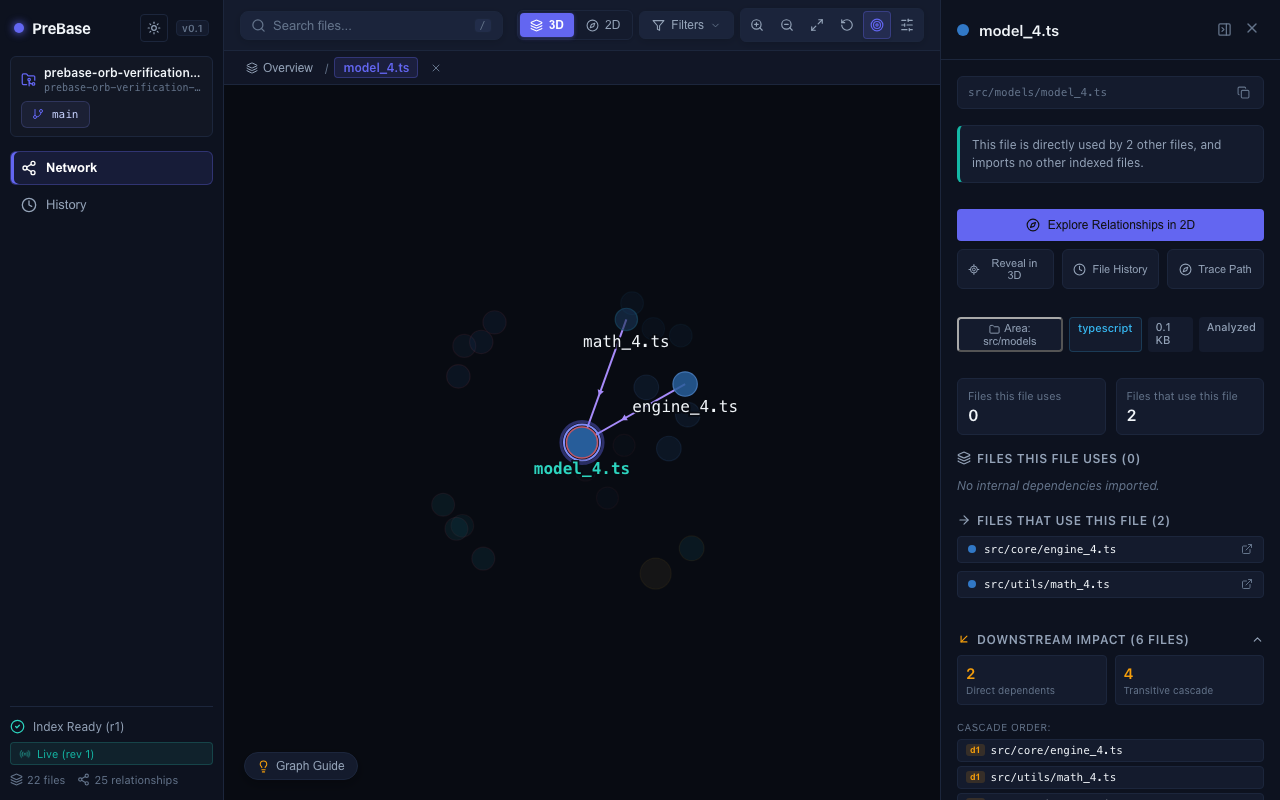 PreBase
v0.1
prebase-orb-verification...
prebase-orb-verification-…
main
Network
History
Index Ready (r1)
Live (rev 1)
22 files
25 relationships
Search files...
/
3D
2D
Filters
Overview
/
model_4.ts
math_4.ts
engine_4.ts
model_4.ts
Graph Guide
model_4.ts
src/models/model_4.ts
This file is directly used by 2 other files, and
imports no other indexed files.
Explore Relationships in 2D
Reveal in
3D
File History
Trace Path
Area:
src/models
typescript
0.1
KB
Analyzed
Files this file uses
0
Files that use this file
2
FILES THIS FILE USES (0)
No internal dependencies imported.
FILES THAT USE THIS FILE (2)
src/core/engine_4.ts
src/utils/math_4.ts
DOWNSTREAM IMPACT (6 FILES)
2
Direct dependents
4
Transitive cascade
CASCADE ORDER:
d1 src/core/engine_4.ts
d1 src/utils/math_4.ts